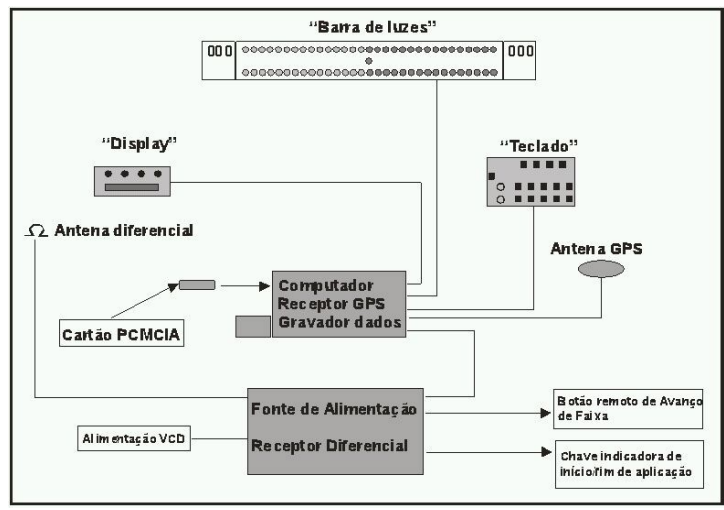 “Barra de luzes”
000 000
“Display”
“Teclado”
Antena diferencial
Antena GPS
Computador
Receptor GPS
Gravador dados
Cartão PCMCIA
Fonte de Alimentação
Receptor Diferencial
Alimentação VCD
Botão remoto de Avanço
de Faixa
Chave indicadora de
início/fim de aplicação